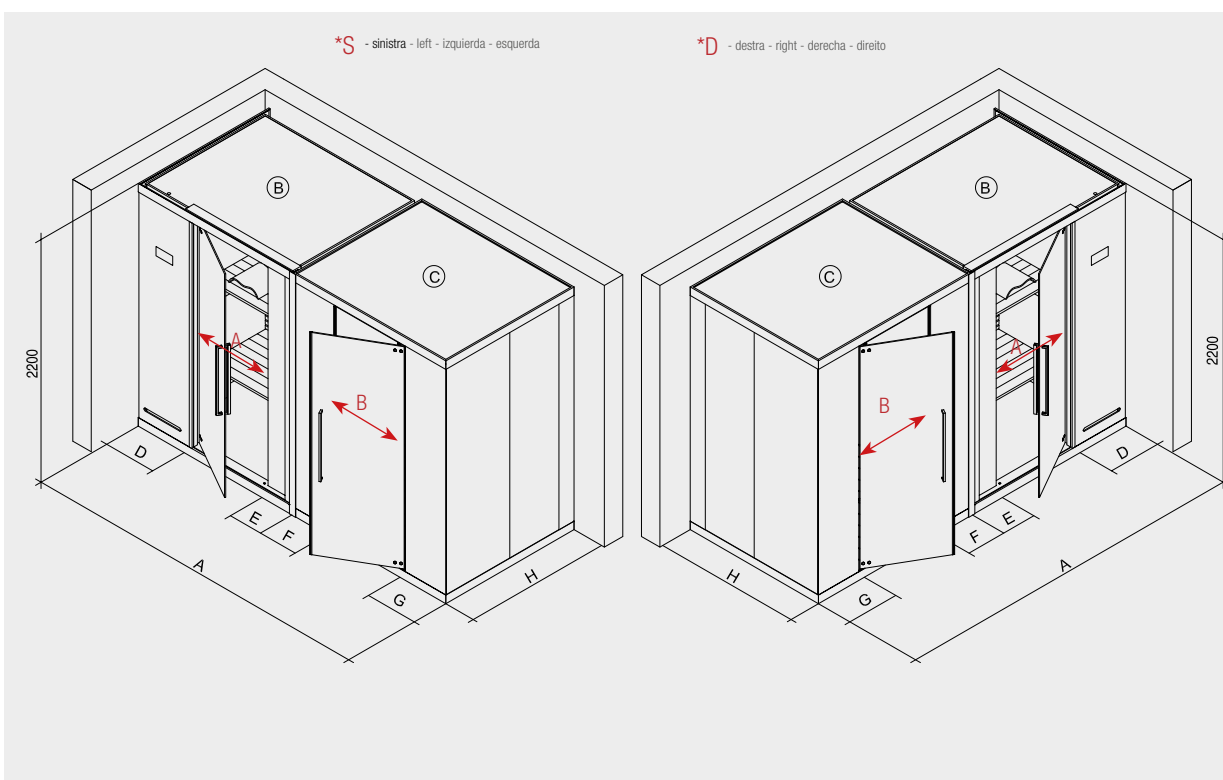 *S - sinistra - left - izquierda - esquerda
*D - destra - right - derecha - direito
B
C
A
B
2200
D
E
F
A
G
H
B
C
A
B
2200
D
E
F
A
G
H